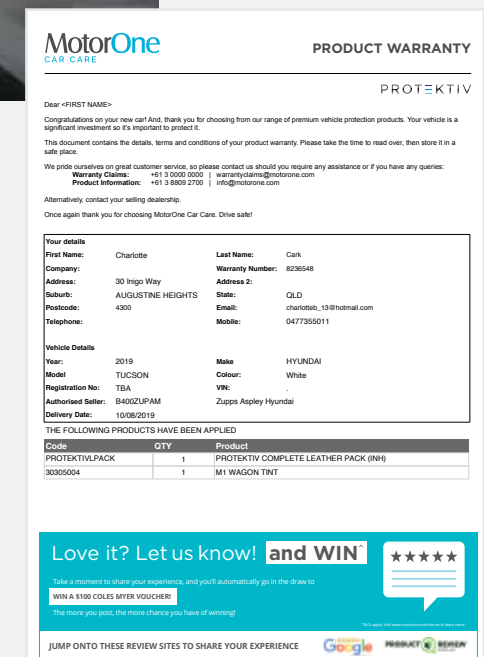 MotorOne
CAR CARE
PRODUCT WARRANTY
PROTEKTIV
Dear <FIRST NAME>
Congratulations on your new car! And, thank you for choosing from our range of premium vehicle protection products. Your vehicle is a
significant investment so it's important to protect it.
This document contains the details, terms and conditions of your product warranty. Please take the time to read over, then store it in a
safe place.
We pride ourselves on great customer service, so please contact us should you require any assistance or if you have any queries:
Warranty Claims: +61 3 0000 0000 | warrantyclaims@motorone.com
Product Information: +61 3 8809 2700 | info@motorone.com
Alternatively, contact your selling dealership.
Once again thank you for choosing MotorOne Car Care. Drive safe!
Your details
First Name: Charlotte Last Name: Cark
Company: Warranty Number: 8236548
Address: 30 Inigo Way Address 2:
Suburb: AUGUSTINE HEIGHTS State: QLD
Postcode: 4300 Email: charlotteb_13@hotmail.com
Telephone: Mobile: 0477355011
Vehicle Details
Year: 2019 Make HYUNDAI
Model TUCSON Colour: White
Registration No: TBA VIN: .
Authorised Seller: B400ZUPAM Zupps Aspley Hyundai
Delivery Date: 10/08/2019
THE FOLLOWING PRODUCTS HAVE BEEN APPLIED
Code QTY Product
PROTEKTIVLPACK 1 PROTEKTIV COMPLETE LEATHER PACK (INH)
30305004 1 M1 WAGON TINT
Love it? Let us know! and WIN^
Take a moment to share your experience, and you'll automatically go in the draw to
WIN A $100 COLES MYER VOUCHER!
The more you post, the more chance you have of winning!
JUMP ONTO THESE REVIEW SITES TO SHARE YOUR EXPERIENCE
Google
PRODUCT REVIEW